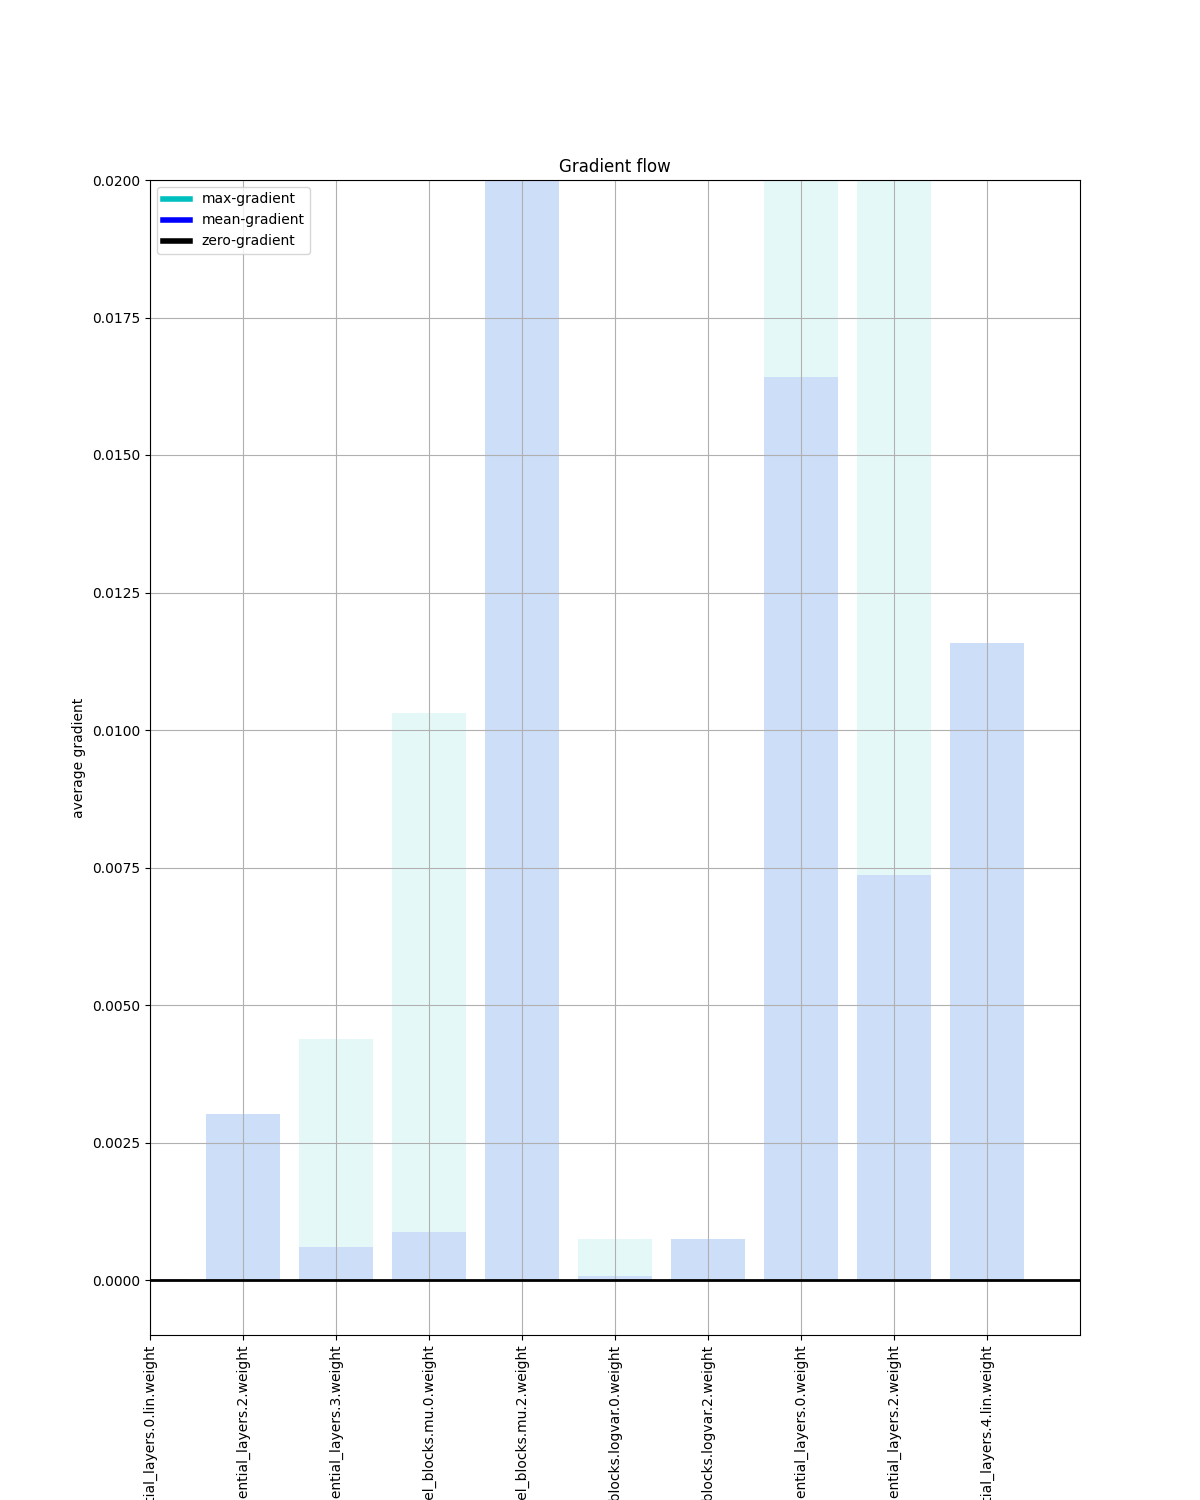 Gradient flow
max-gradient
mean-gradient
zero-gradient
0.0200
0.0175
0.0150
0.0125
0.0100
0.0075
0.0050
0.0025
0.0000
average gradient
tial_layers.0.lin.weight
ential_layers.2.weight
ential_layers.3.weight
el_blocks.mu.0.weight
el_blocks.mu.2.weight
blocks.logvar.0.weight
blocks.logvar.2.weight
ential_layers.0.weight
ential_layers.2.weight
tial_layers.4.lin.weight